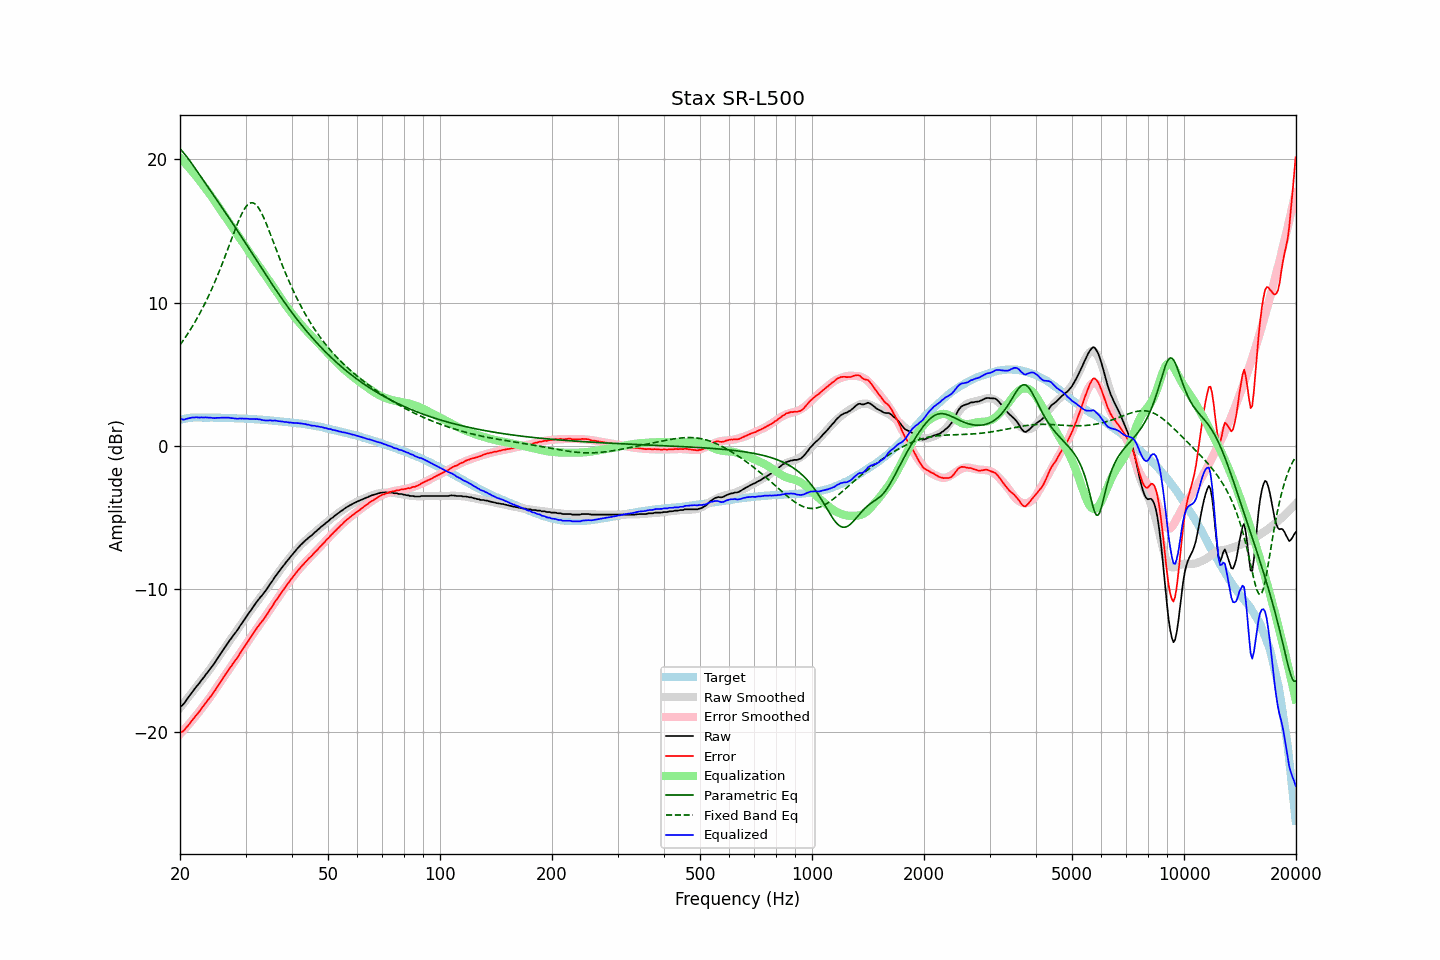 Stax SR-L500
Amplitude (dBr)
20
10
0
−10
−20
20
50
100
200
500
1000
2000
5000
10000
20000
Frequency (Hz)
Target
Raw Smoothed
Error Smoothed
Raw
Error
Equalization
Parametric Eq
Fixed Band Eq
Equalized